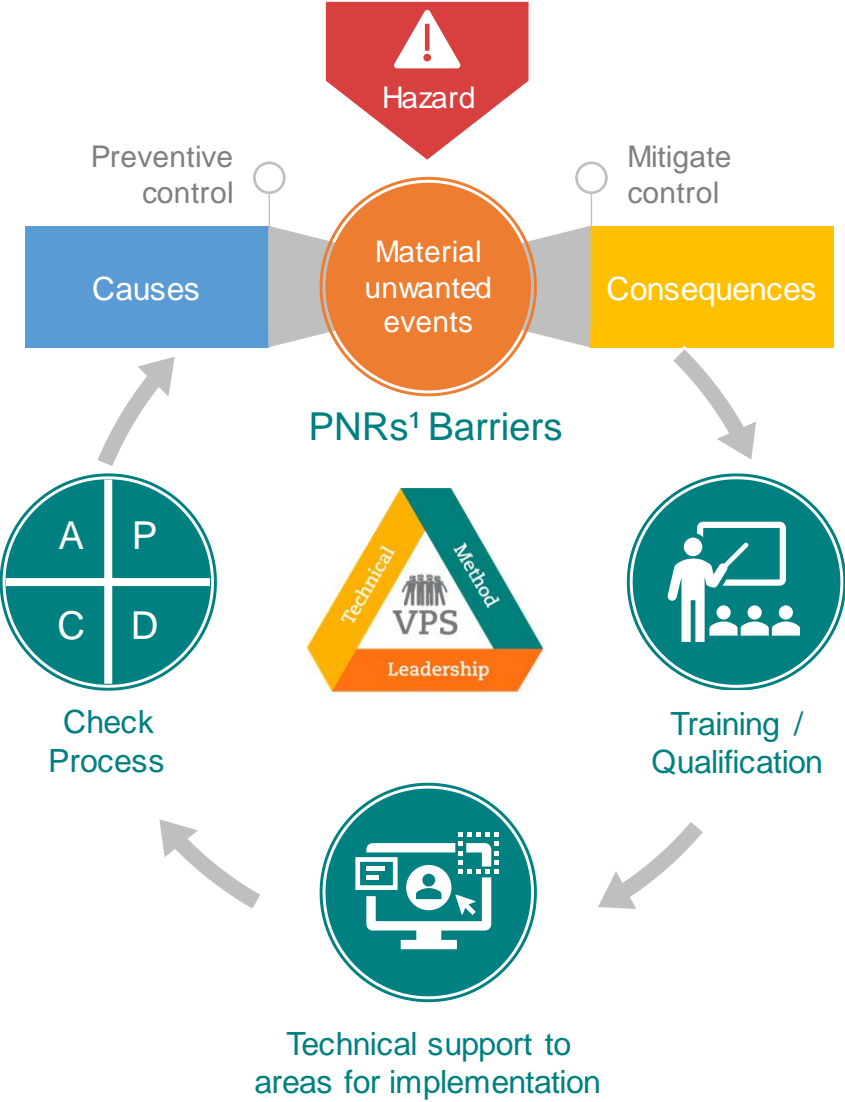 Hazard
Preventive
control
Mitigate
control
Causes
Material
unwanted
events
Consequences
PNRs¹ Barriers
A P
C D
Technical
Method
VPS
Leadership
Check
Process
Training /
Qualification
Technical support to
areas for implementation